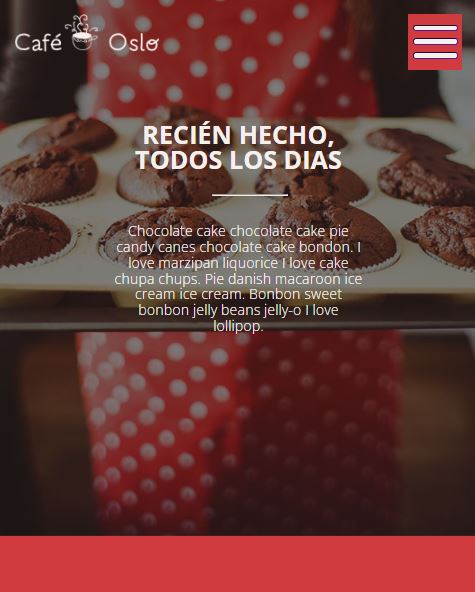 Café Oslo
RECIÉN HECHO,
TODOS LOS DIAS
Chocolate cake chocolate cake pie
candy canes chocolate cake bondon. I
love marzipan liquorice I love cake
chupa chups. Pie danish macaroon ice
cream ice cream. Bonbon sweet
bonbon jelly beans jelly-o I love
lollipop.